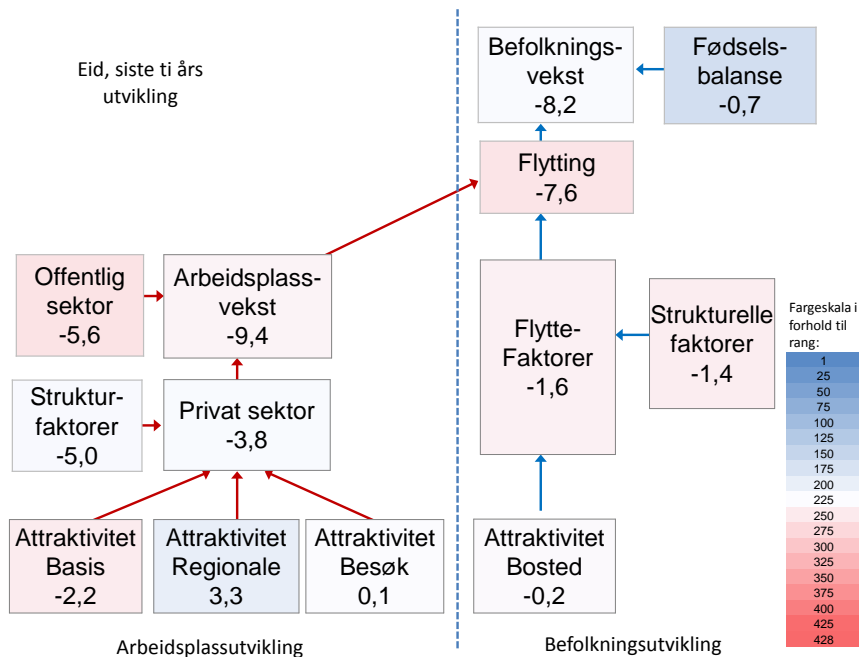 Eid, siste ti års
utvikling
Befolknings-
vekst
-8,2
Fødsels-
balanse
-0,7
Flytting
-7,6
Offentlig
sektor
-5,6
Arbeidsplass-
vekst
-9,4
Flytte-
Faktorer
-1,6
Strukturelle
faktorer
-1,4
Struktur-
faktorer
-5,0
Privat sektor
-3,8
Attraktivitet
Basis
-2,2
Attraktivitet
Regionale
3,3
Attraktivitet
Besøk
0,1
Attraktivitet
Bosted
-0,2
Arbeidsplassutvikling
Befolkningsutvikling
Fargeskala i
forhold til
rang:
1
25
50
75
100
125
150
175
200
225
250
275
300
325
350
375
400
425
428